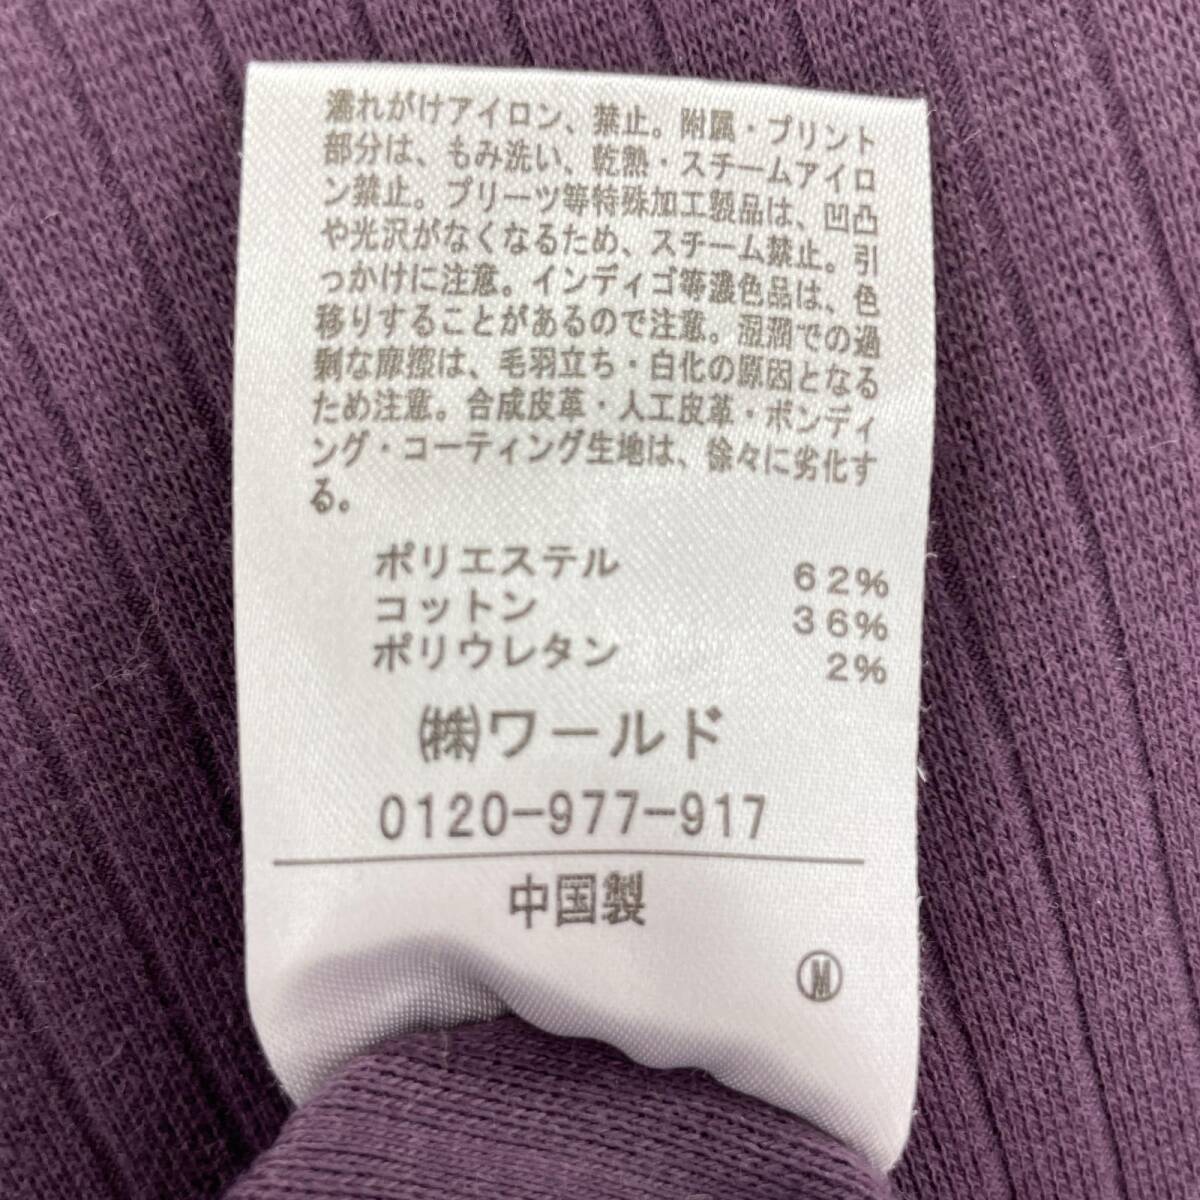 濡れがけアイロン、禁止。附属・プリント
部分は、もみ洗い、乾熱・スチームアイロ
ン禁止。プリーツ等特殊加工製品は、凹凸
や光沢がなくなるため、スチーム禁止。引
っかけに注意。インディゴ等濃色品は、色
移りすることがあるので注意。湿潤での過
剰な摩擦は、毛羽立ち・白化の原因となる
ため注意。合成皮革・人工皮革・ボンディ
ング・コーティング生地は、徐々に劣化す
る。
ポリエステル 62%
コットン 36%
ポリウレタン 2%
㈱ワールド
0120-977-917
中国製
Ⓜ